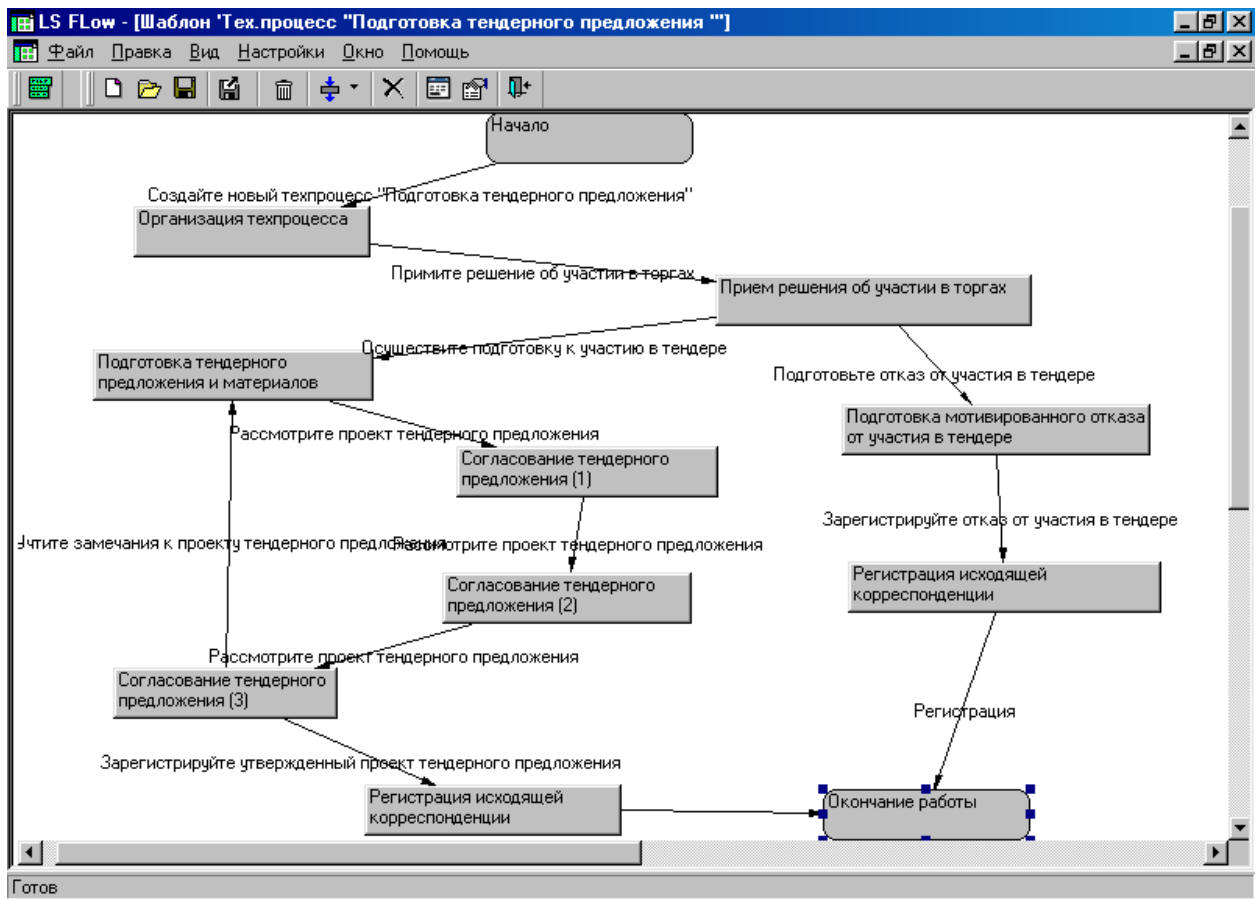 LS FLow - [Шаблон 'Тех.процесс "Подготовка тендерного предложения "']
Файл Правка Вид Настройки Окно Помощь
Начало
Создайте новый техпроцесс "Подготовка тендерного предложения"
Организация техпроцесса
Примите решение об участии в торгах
Прием решения об участии в торгах
Осуществите подготовку к участию в тендере
Подготовка тендерного
предложения и материалов
Подготовьте отказ от участия в тендере
Подготовка мотивированного отказа
от участия в тендере
Рассмотрите проект тендерного предложения
Согласование тендерного
предложения (1)
Зарегистрируйте отказ от участия в тендере
Учтите замечания к проекту тендерного предложения
Рассмотрите проект тендерного предложения
Согласование тендерного
предложения (2)
Регистрация исходящей
корреспонденции
Рассмотрите проект тендерного предложения
Согласование тендерного
предложения (3)
Регистрация
Зарегистрируйте утвержденный проект тендерного предложения
Регистрация исходящей
корреспонденции
Окончание работы
Готов